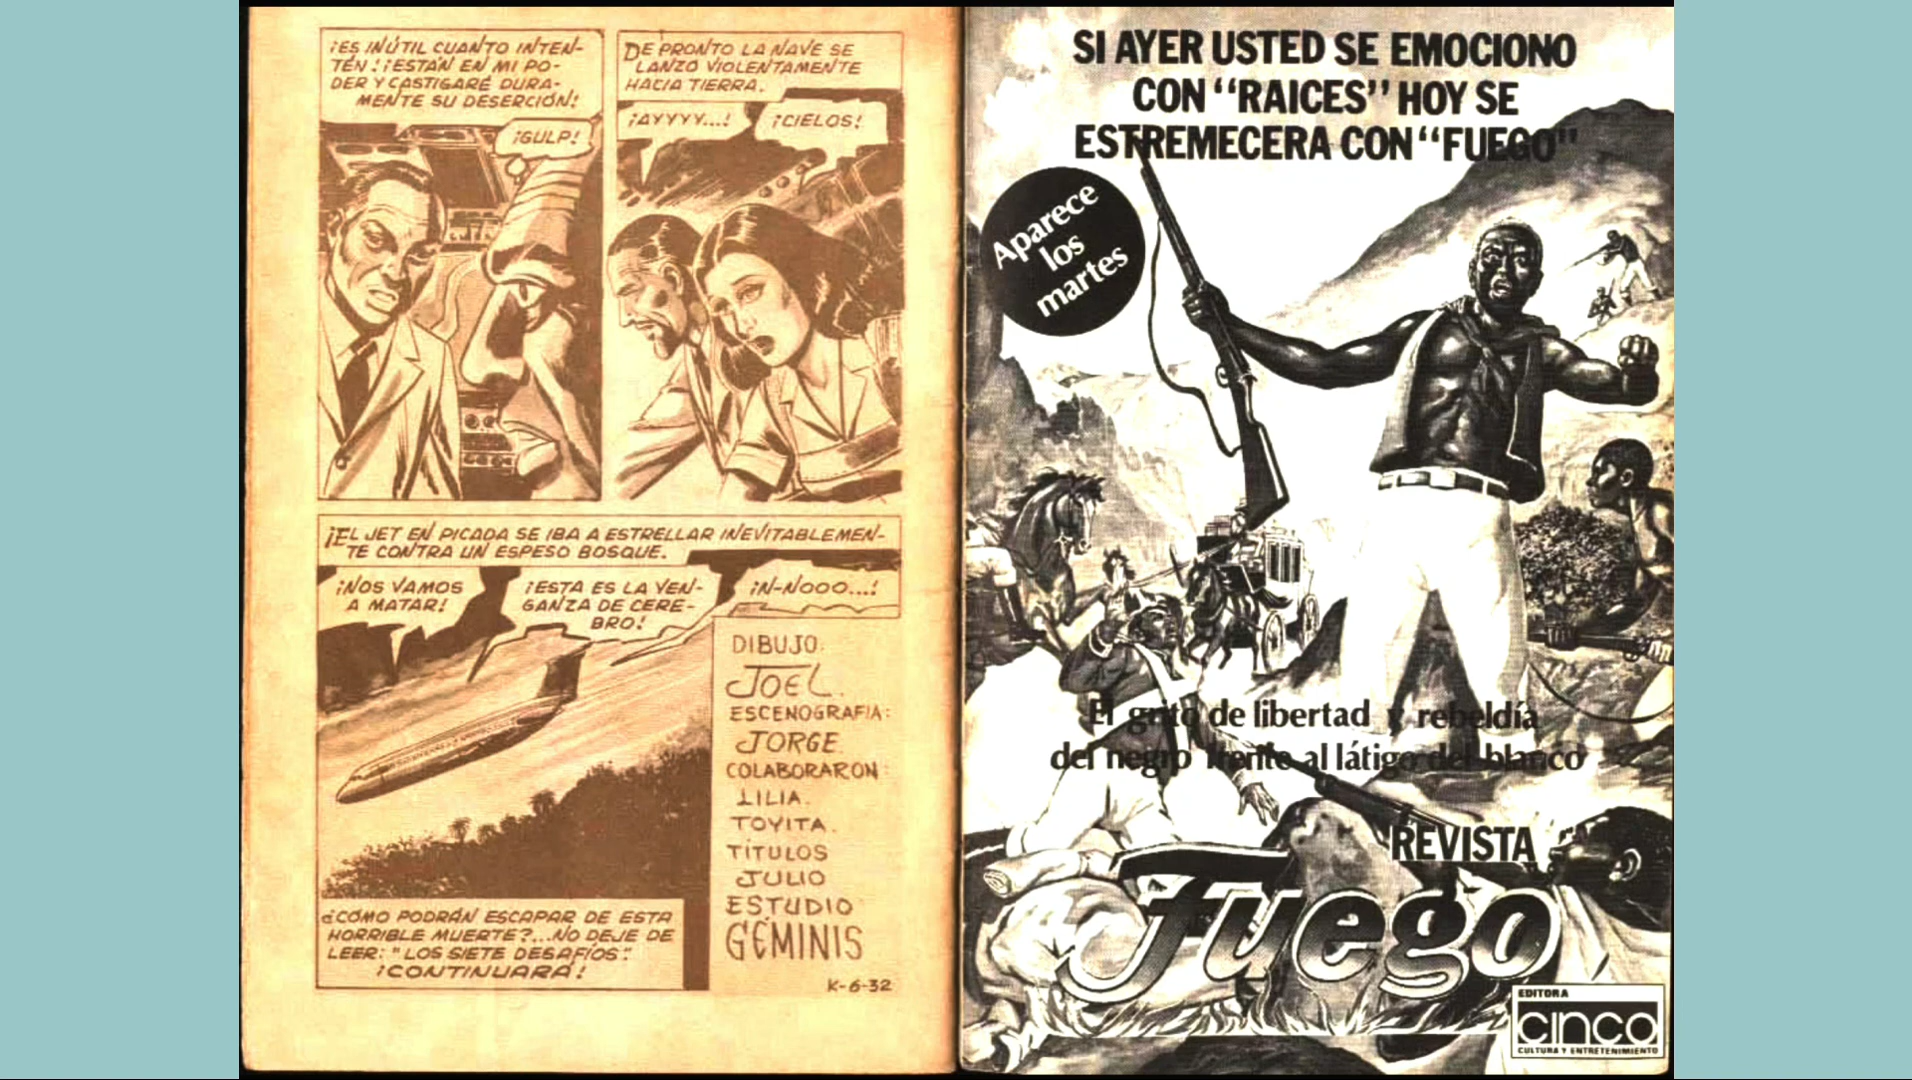 ¡ES INÚTIL CUANTO INTEN-
TEN! ¡ESTÁN EN MI PO-
DER Y CASTIGARÉ DURA-
MENTE SU DESERCIÓN!
¡GULP!
DE PRONTO LA NAVE SE
LANZÓ VIOLENTAMENTE
HACIA TIERRA.
¡AYYYY...!
¡CIELOS!
¡EL JET EN PICADA SE IBA A ESTRELLAR INEVITABLEMEN-
TE CONTRA UN ESPESO BOSQUE.
¡NOS VAMOS
A MATAR!
¡ESTA ES LA VEN-
GANZA DE CERE-
BRO!
¡N-NOOO...!
DIBUJO:
JOEL.
ESCENOGRAFIA:
JORGE.
COLABORARON:
LILIA.
TOYITA.
TÍTULOS
JULIO
ESTUDIO
GÉMINIS
¿CÓMO PODRÁN ESCAPAR DE ESTA
HORRIBLE MUERTE?...NO DEJE DE
LEER: "LOS SIETE DESAFÍOS".
¡CONTINUARÁ!
K-6-32
SI AYER USTED SE EMOCIONO
CON "RAICES" HOY SE
ESTREMECERA CON "FUEGO"
Aparece
los
martes
El grito de libertad y rebeldía
del negro frente al látigo del blanco
REVISTA
Fuego
EDITORA
cinco
CULTURA Y ENTRETENIMIENTO